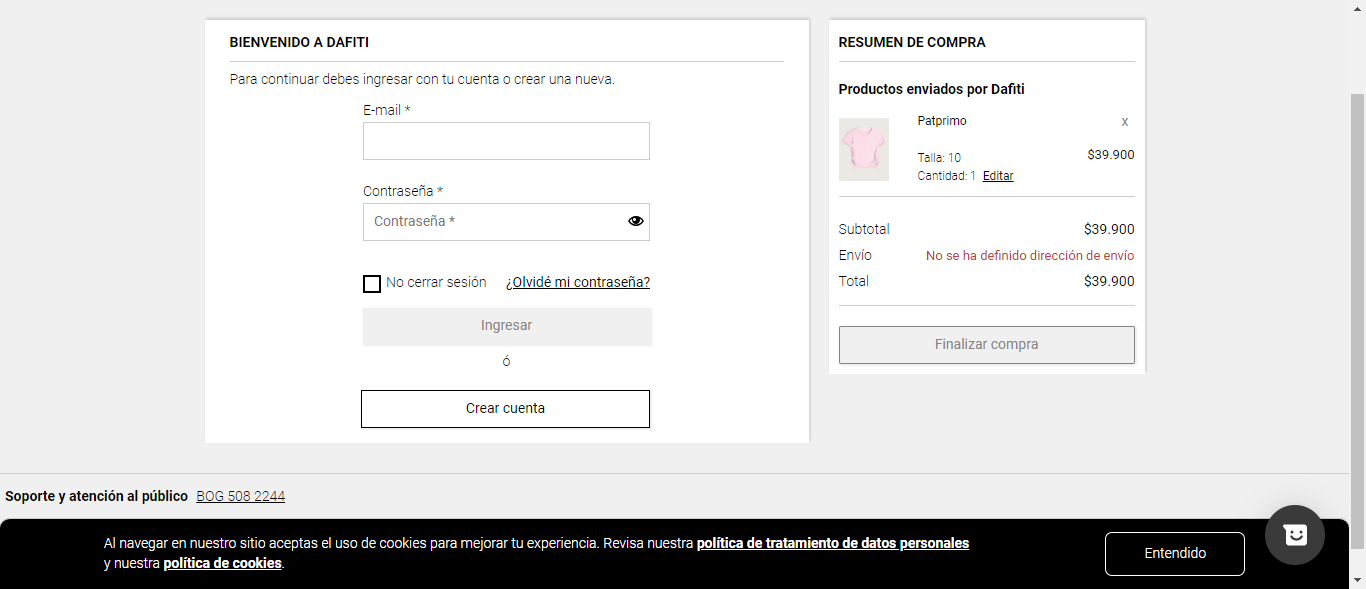 BIENVENIDO A DAFITI
Para continuar debes ingresar con tu cuenta o crear una nueva.
E-mail *
Contraseña *
Contraseña *
No cerrar sesión ¿Olvidé mi contraseña?
Ingresar
ó
Crear cuenta
RESUMEN DE COMPRA
Productos enviados por Dafiti
Patprimo x
Talla: 10 $39.900
Cantidad: 1 Editar
Subtotal $39.900
Envío No se ha definido dirección de envío
Total $39.900
Finalizar compra
Soporte y atención al público BOG 508 2244
Al navegar en nuestro sitio aceptas el uso de cookies para mejorar tu experiencia. Revisa nuestra política de tratamiento de datos personales
y nuestra política de cookies.
Entendido